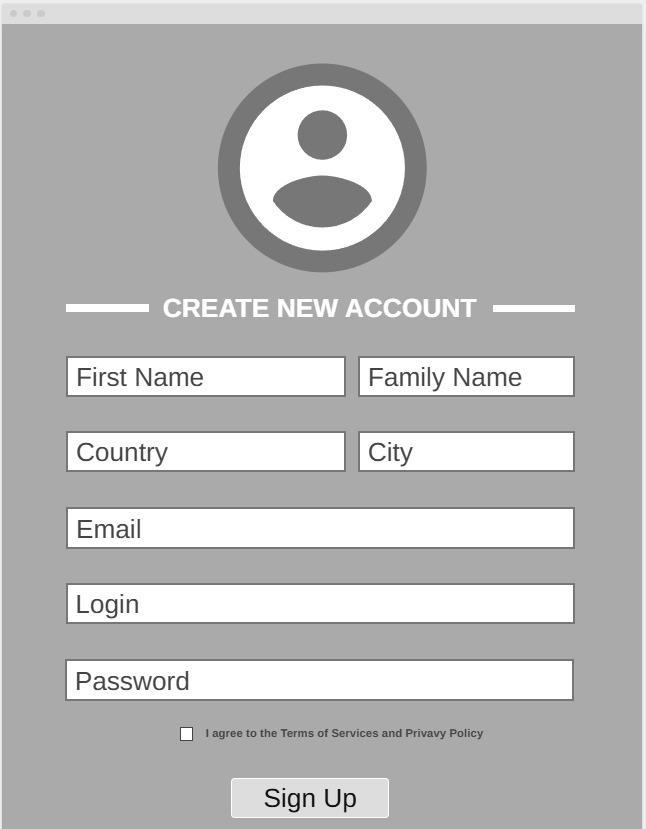 CREATE NEW ACCOUNT
First Name Family Name
Country City
Email
Login
Password
I agree to the Terms of Services and Privavy Policy
Sign Up